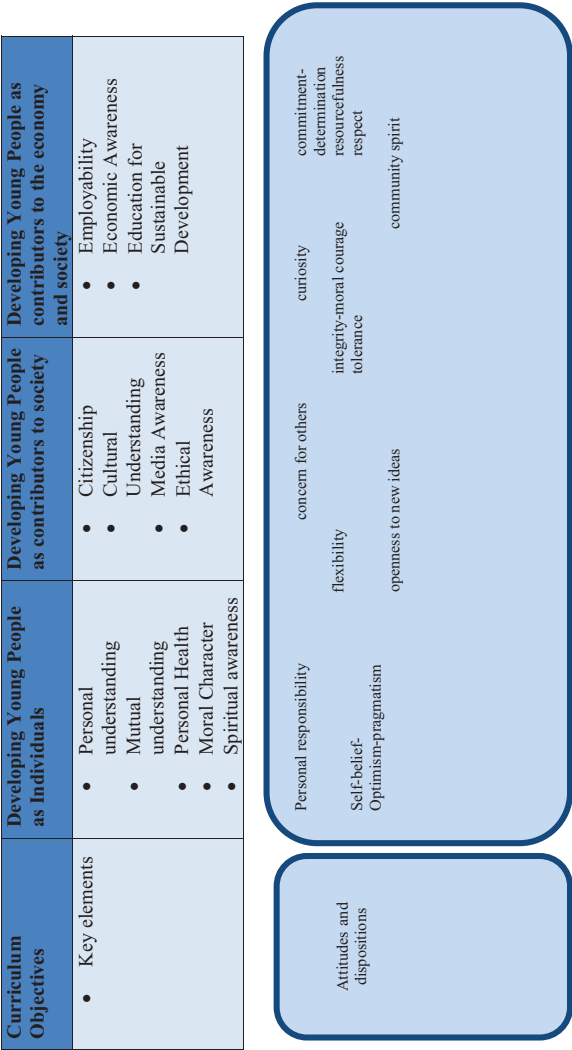 Curriculum
Objectives
Developing Young People
as Individuals
Developing Young People
as contributors to society
Developing Young People as
contributors to the economy
and society
• Key elements
• Personal
understanding
• Mutual
understanding
• Personal Health
• Moral Character
• Spiritual awareness
• Citizenship
• Cultural
Understanding
• Media Awareness
• Ethical
Awareness
• Employability
• Economic Awareness
• Education for
Sustainable
Development
Attitudes and
dispositions
Personal responsibility
Self-belief-
Optimism-pragmatism
concern for others
flexibility
openness to new ideas
curiosity
integrity-moral courage
tolerance
commitment-
determination
resourcefulness
respect
community spirit